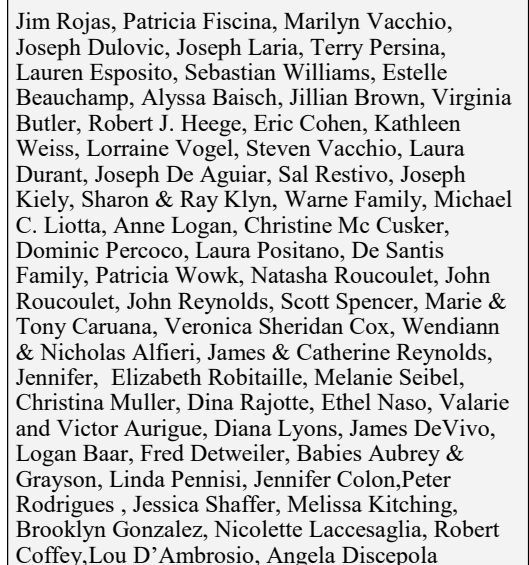 Jim Rojas, Patricia Fiscina, Marilyn Vacchio,
Joseph Dulovic, Joseph Laria, Terry Persina,
Lauren Esposito, Sebastian Williams, Estelle
Beauchamp, Alyssa Baisch, Jillian Brown, Virginia
Butler, Robert J. Heege, Eric Cohen, Kathleen
Weiss, Lorraine Vogel, Steven Vacchio, Laura
Durant, Joseph De Aguiar, Sal Restivo, Joseph
Kiely, Sharon & Ray Klyn, Warne Family, Michael
C. Liotta, Anne Logan, Christine Mc Cusker,
Dominic Percoco, Laura Positano, De Santis
Family, Patricia Wowk, Natasha Roucoulet, John
Roucoulet, John Reynolds, Scott Spencer, Marie &
Tony Caruana, Veronica Sheridan Cox, Wendiann
& Nicholas Alfieri, James & Catherine Reynolds,
Jennifer,  Elizabeth Robitaille, Melanie Seibel,
Christina Muller, Dina Rajotte, Ethel Naso, Valarie
and Victor Aurigue, Diana Lyons, James DeVivo,
Logan Baar, Fred Detweiler, Babies Aubrey &
Grayson, Linda Pennisi, Jennifer Colon,Peter
Rodrigues , Jessica Shaffer, Melissa Kitching,
Brooklyn Gonzalez, Nicolette Laccesaglia, Robert
Coffey,Lou D’Ambrosio, Angela Discepola